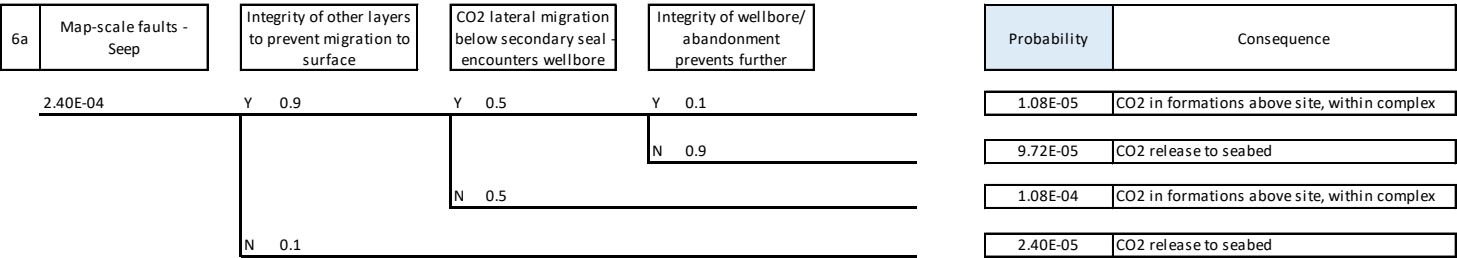 6a
Map-scale faults -
Seep
Integrity of other layers
to prevent migration to
surface
CO2 lateral migration
below secondary seal -
encounters wellbore
Integrity of wellbore/
abandonment
prevents further
Probability
Consequence
2.40E-04
Y 0.9
Y 0.5
Y 0.1
1.08E-05
CO2 in formations above site, within complex
N 0.9
9.72E-05
CO2 release to seabed
N 0.5
1.08E-04
CO2 in formations above site, within complex
N 0.1
2.40E-05
CO2 release to seabed